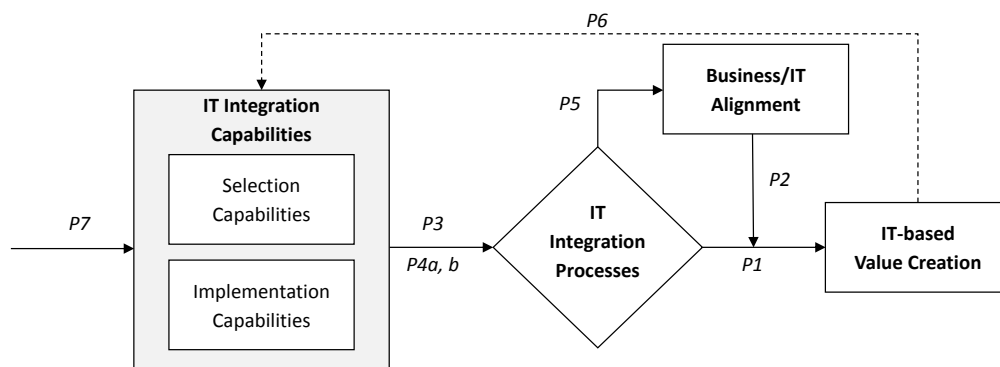 P6
Business/IT
Alignment
IT Integration
Capabilities
P5
Selection
Capabilities
P2
P7
P3
IT
Integration
Processes
IT-based
Value Creation
P4a, b
P1
Implementation
Capabilities